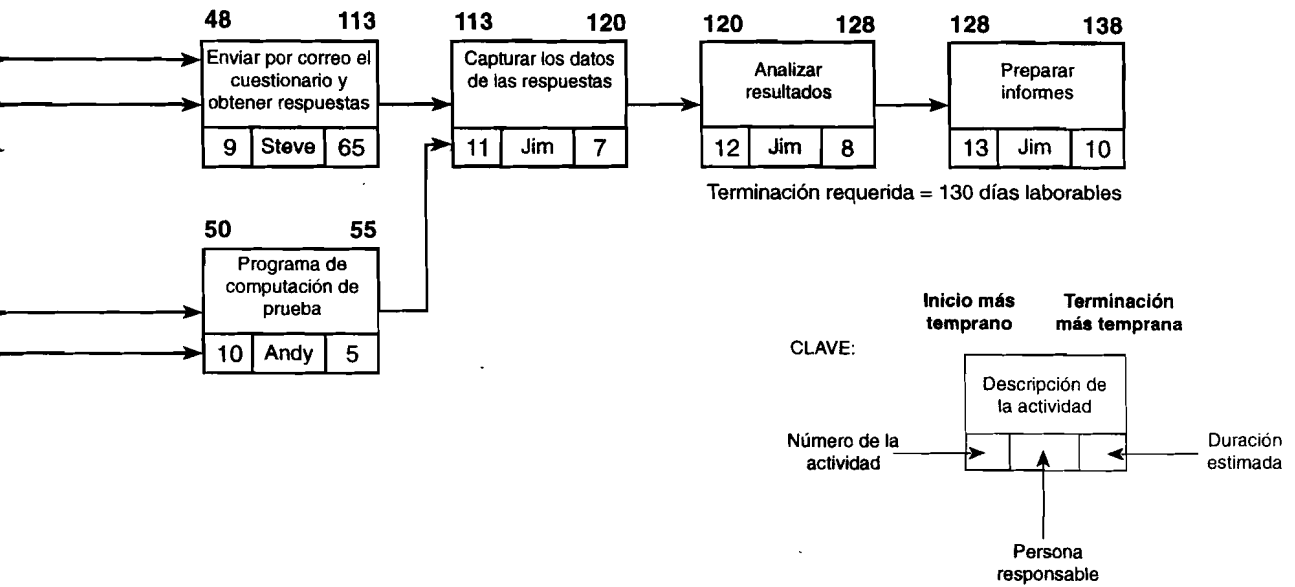 48 113
Enviar por correo el
cuestionario y
obtener respuestas
9 Steve 65
113 120
Capturar los datos
de las respuestas
11 Jim 7
120 128
Analizar
resultados
12 Jim 8
128 138
Preparar
informes
13 Jim 10
Terminación requerida = 130 días laborables
50 55
Programa de
computación de
prueba
10 Andy 5
Inicio más
temprano
Terminación
más temprana
CLAVE:
Descripción de
la actividad
Número de la
actividad
Duración
estimada
Persona
responsable